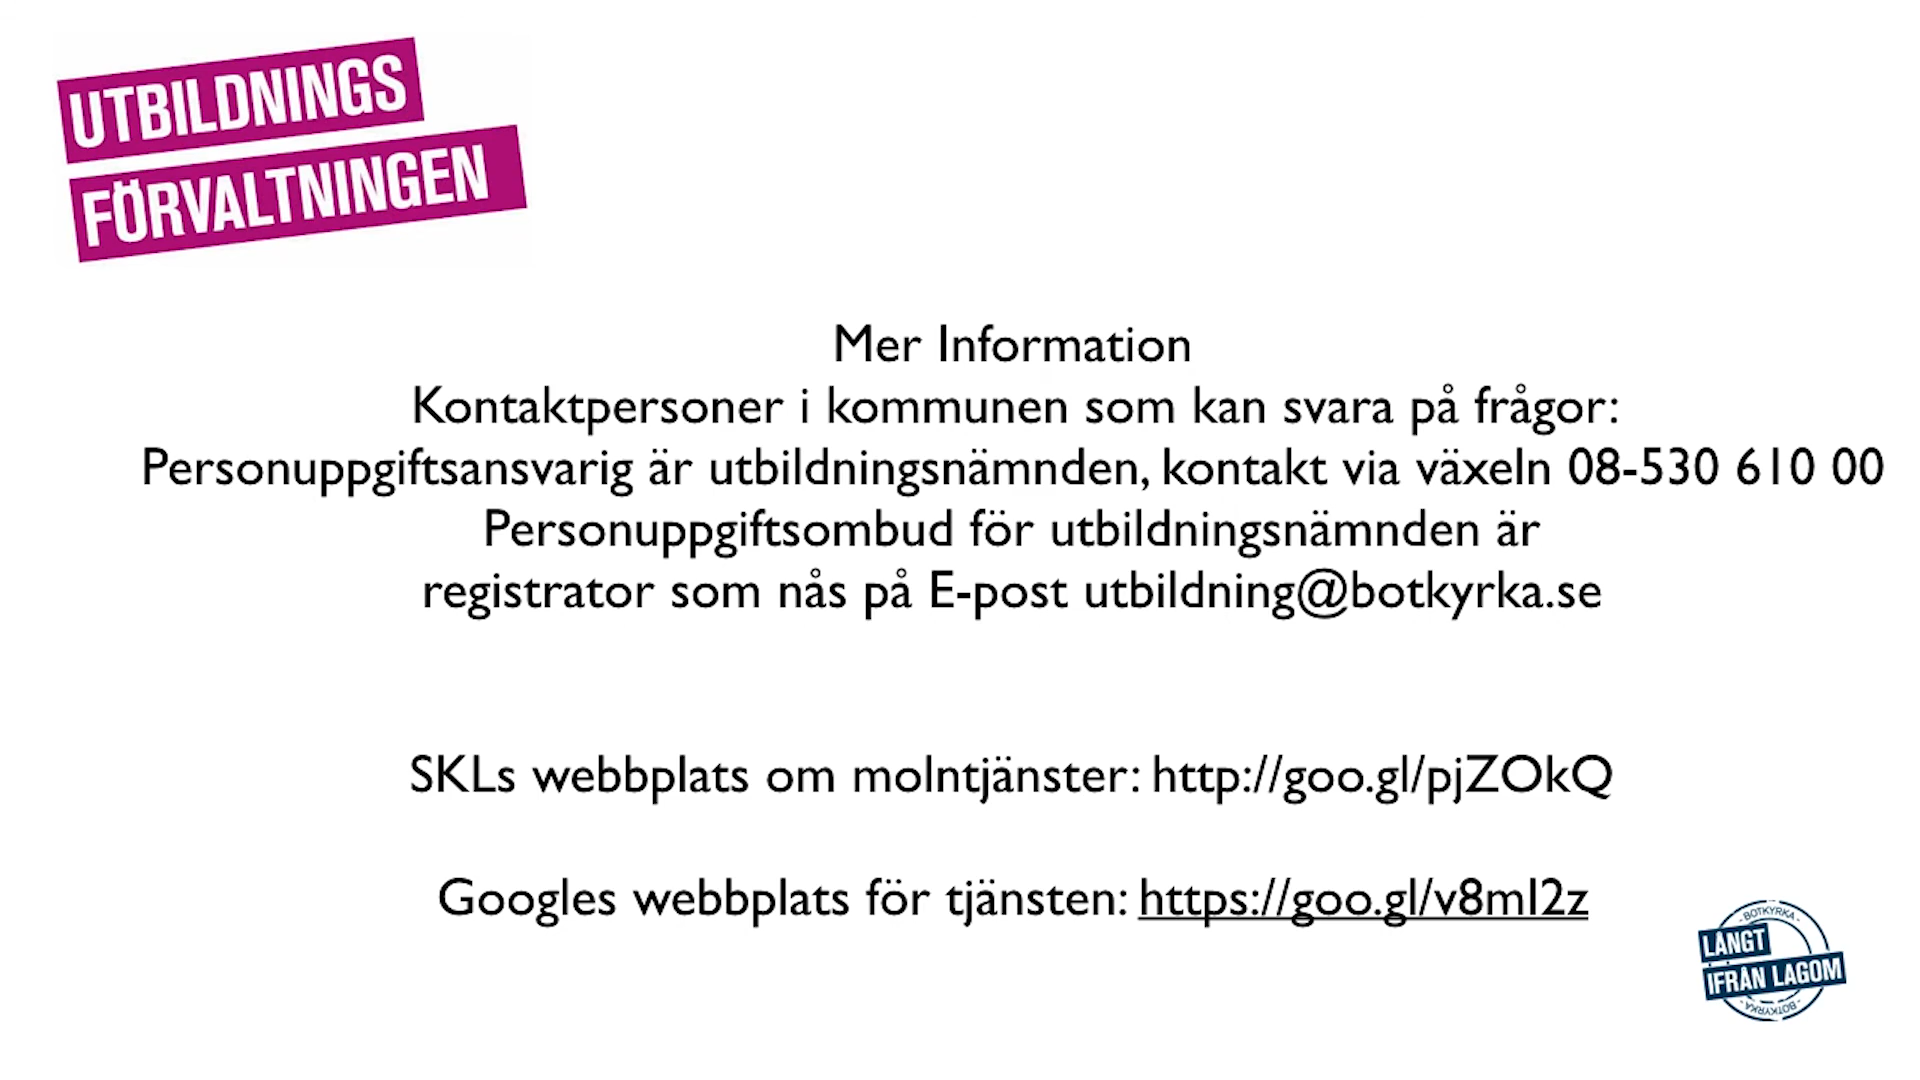 UTBILDNINGS
FÖRVALTNINGEN
Mer Information
Kontaktpersoner i kommunen som kan svara på frågor:
Personuppgiftsansvarig är utbildningsnämnden, kontakt via växeln 08-530 610 00
Personuppgiftsombud för utbildningsnämnden är
registrator som nås på E-post utbildning@botkyrka.se
SKLs webbplats om molntjänster: http://goo.gl/pjZOkQ
Googles webbplats för tjänsten: https://goo.gl/v8mI2z
- BOTKYRKA -
LÅNGT
IFRÅN LAGOM
- BOTKYRKA -